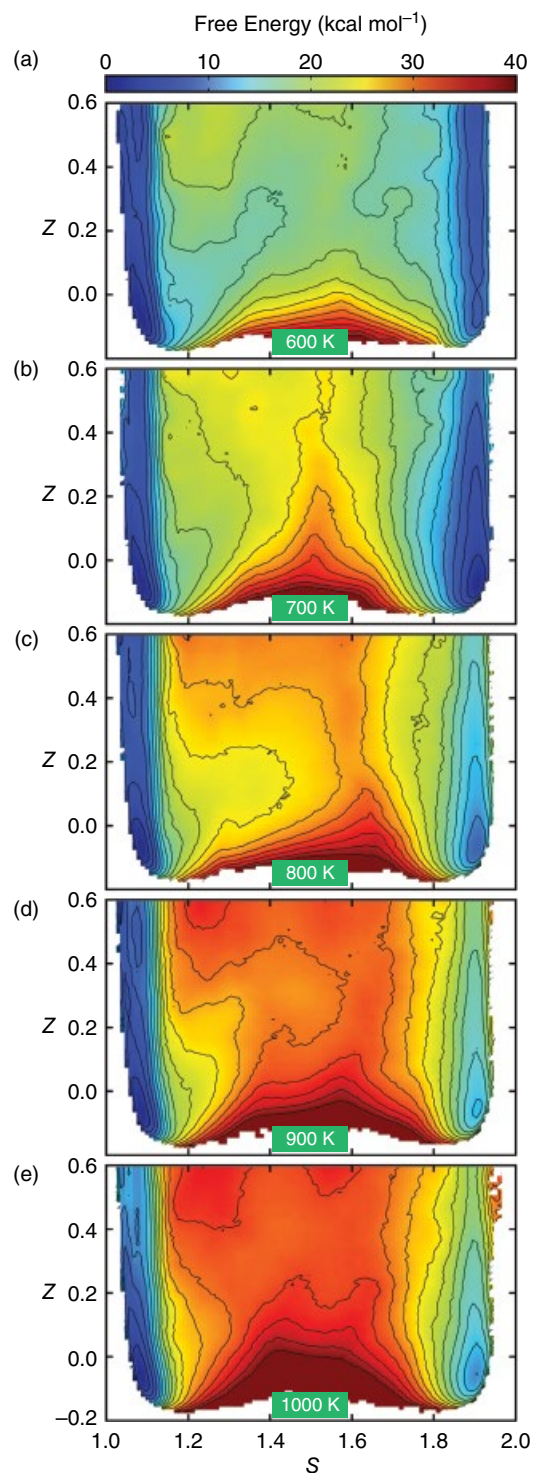 Free Energy (kcal mol⁻¹)
(a) 0 10 20 30 40
0.6
0.4
Z 0.2
0.0
600 K
(b) 0.6
0.4
Z 0.2
0.0
700 K
(c) 0.6
0.4
Z 0.2
0.0
800 K
(d) 0.6
0.4
Z 0.2
0.0
900 K
(e) 0.6
0.4
Z 0.2
0.0
1000 K
−0.2
1.0 1.2 1.4 1.6 1.8 2.0
S